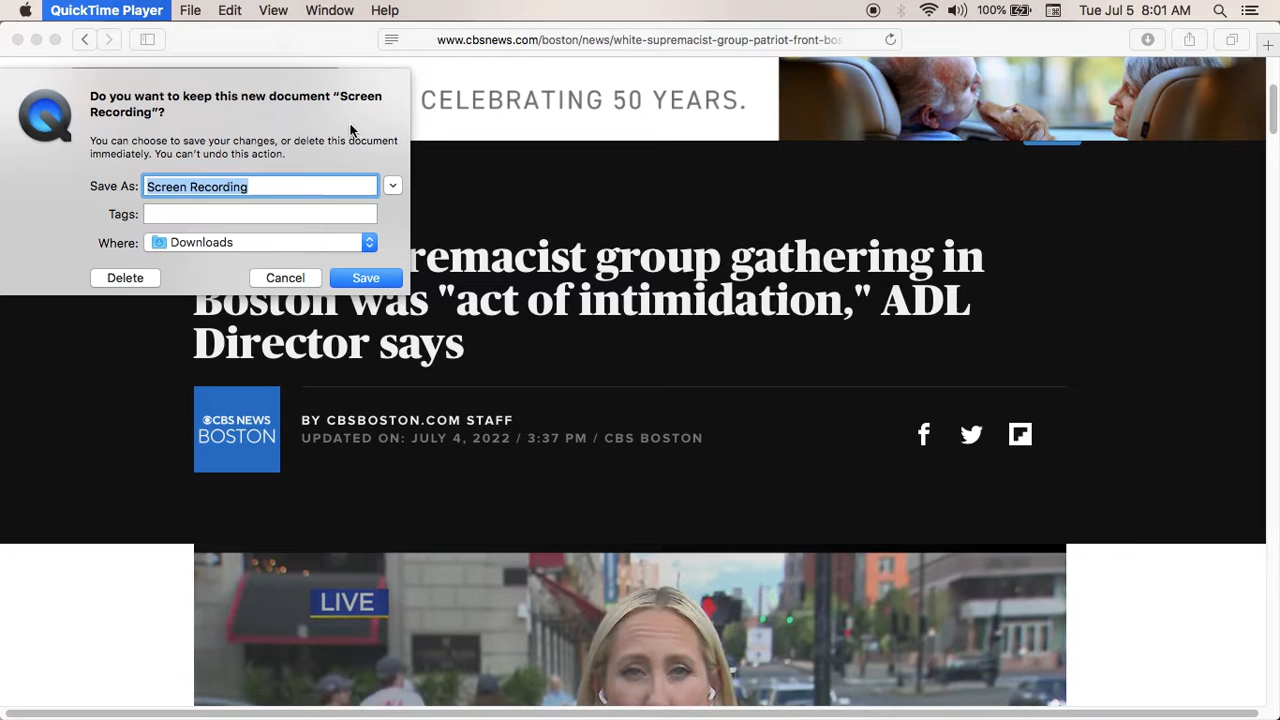 QuickTime Player File Edit View Window Help 100% Tue Jul 5 8:01 AM
www.cbsnews.com/boston/news/white-supremacist-group-patriot-front-bos
CELEBRATING 50 YEARS.
Do you want to keep this new document “Screen
Recording”?
You can choose to save your changes, or delete this document
immediately. You can’t undo this action.
Save As: Screen Recording
Tags:
Where: Downloads
Delete Cancel Save
remacist group gathering in
Boston was "act of intimidation," ADL
Director says
CBS NEWS
BOSTON
BY CBSBOSTON.COM STAFF
UPDATED ON: JULY 4, 2022 / 3:37 PM / CBS BOSTON
LIVE